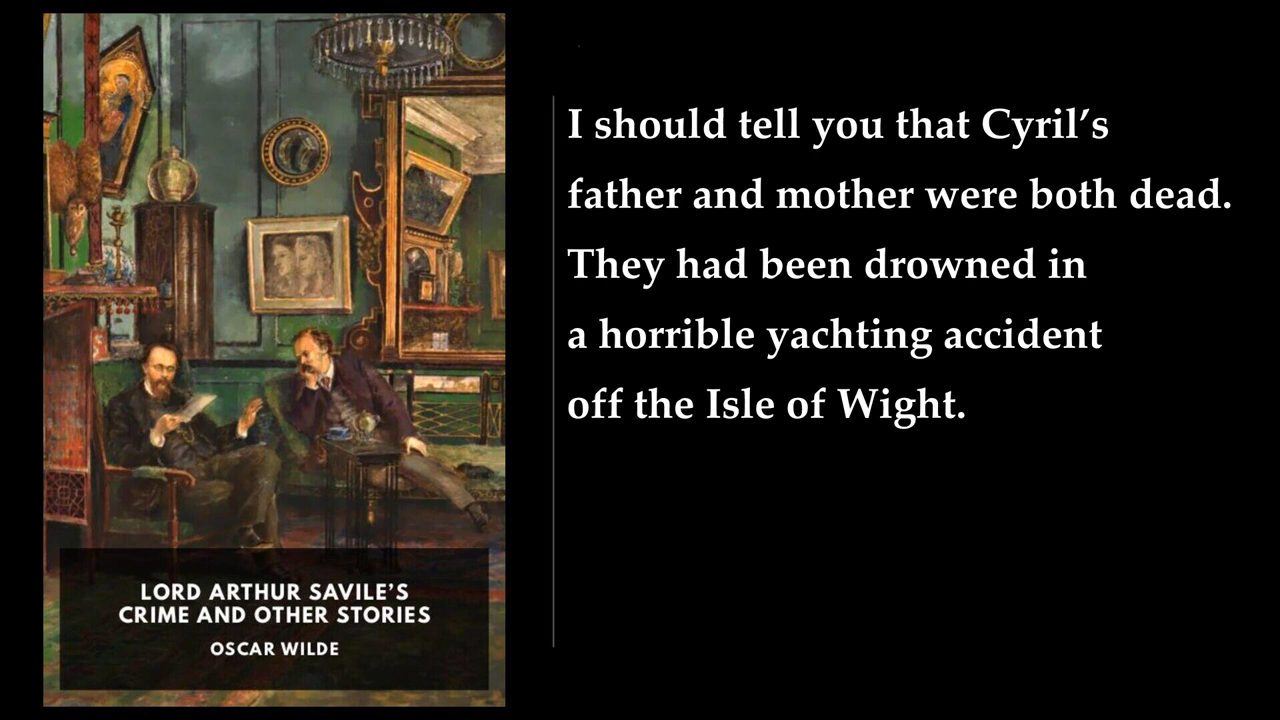 LORD ARTHUR SAVILE’S
CRIME AND OTHER STORIES
OSCAR WILDE
I should tell you that Cyril’s
father and mother were both dead.
They had been drowned in
a horrible yachting accident
off the Isle of Wight.